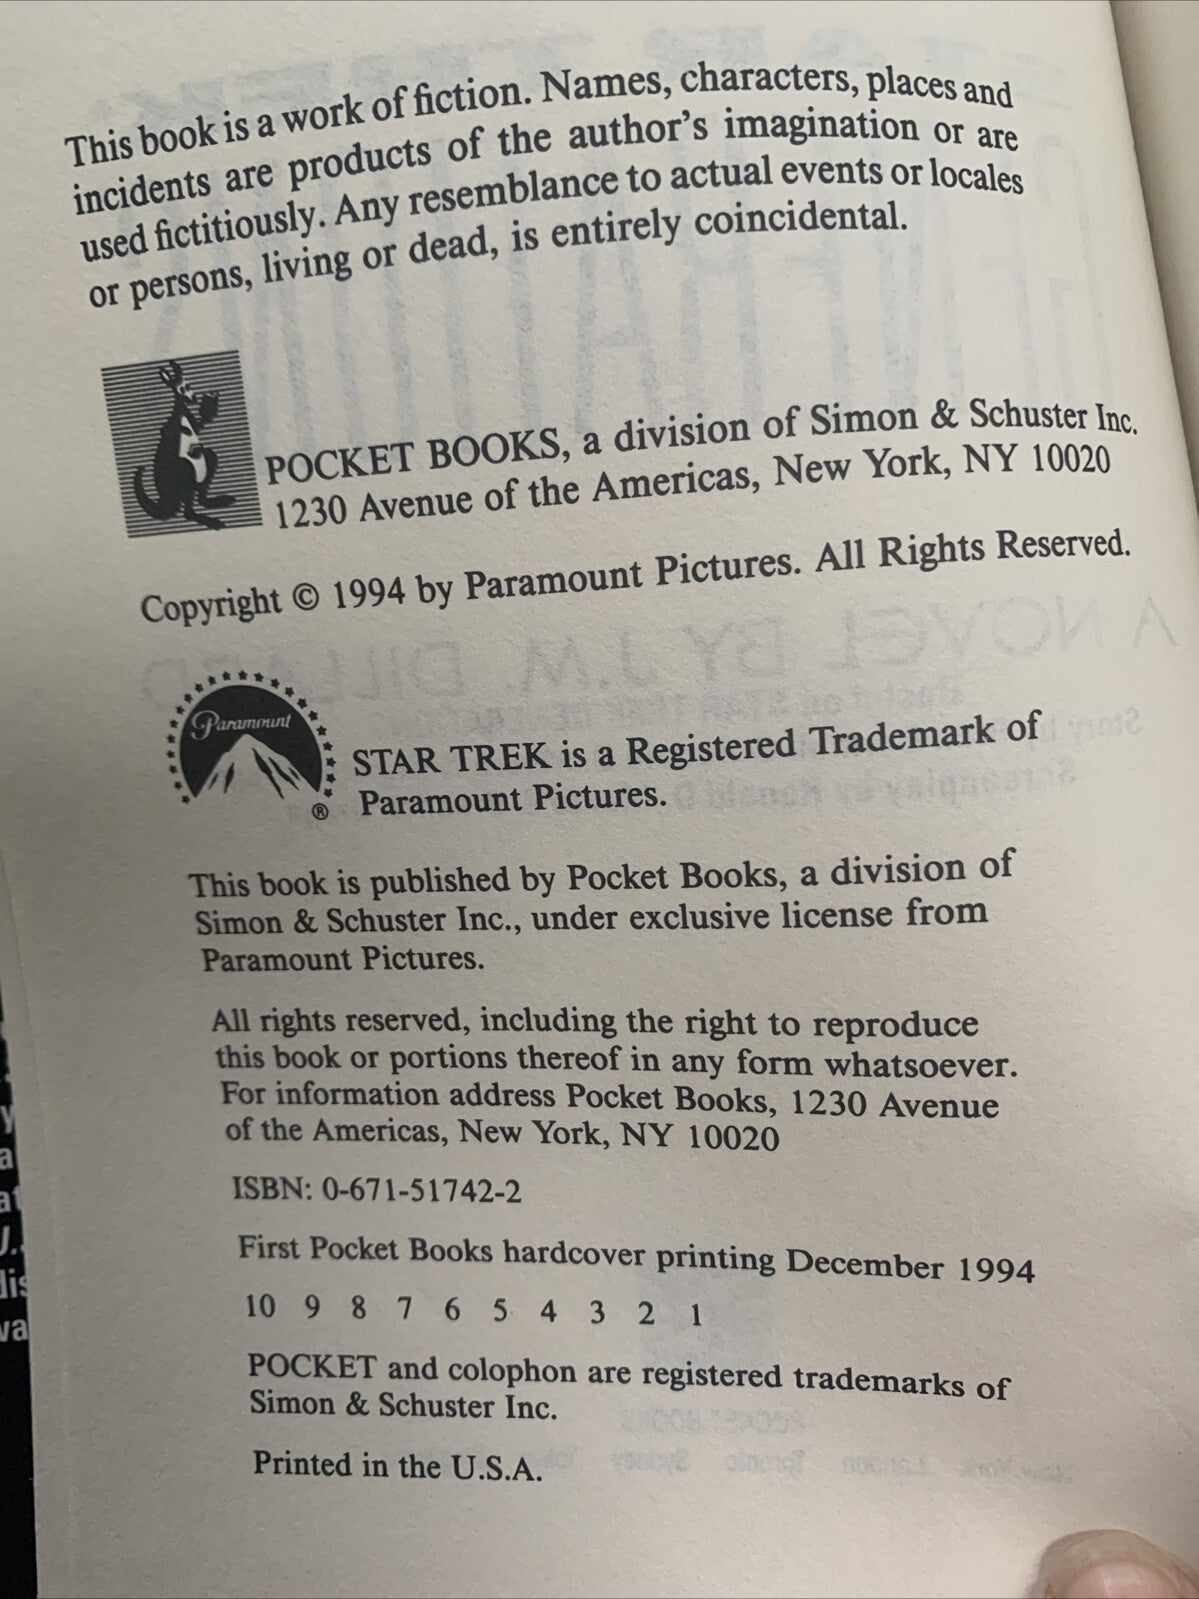 This book is a work of fiction. Names, characters, places and
incidents are products of the author's imagination or are
used fictitiously. Any resemblance to actual events or locales
or persons, living or dead, is entirely coincidental.
POCKET BOOKS, a division of Simon & Schuster Inc.
1230 Avenue of the Americas, New York, NY 10020
Copyright © 1994 by Paramount Pictures. All Rights Reserved.
A NOVEL BY J.M. DILLARD
Paramount
®
STAR TREK is a Registered Trademark of
Paramount Pictures.
This book is published by Pocket Books, a division of
Simon & Schuster Inc., under exclusive license from
Paramount Pictures.
All rights reserved, including the right to reproduce
this book or portions thereof in any form whatsoever.
For information address Pocket Books, 1230 Avenue
of the Americas, New York, NY 10020
ISBN: 0-671-51742-2
First Pocket Books hardcover printing December 1994
10 9 8 7 6 5 4 3 2 1
POCKET and colophon are registered trademarks of
Simon & Schuster Inc.
Printed in the U.S.A.